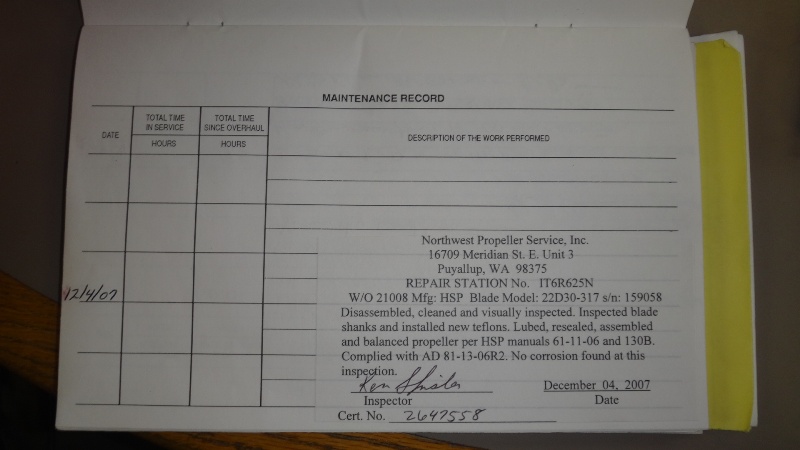 MAINTENANCE RECORD
DATE
TOTAL TIME
IN SERVICE
HOURS
TOTAL TIME
SINCE OVERHAUL
HOURS
DESCRIPTION OF THE WORK PERFORMED
12/4/07
Northwest Propeller Service, Inc.
16709 Meridian St. E. Unit 3
Puyallup, WA 98375
REPAIR STATION No. IT6R625N
W/O 21008 Mfg: HSP Blade Model: 22D30-317 s/n: 159058
Disassembled, cleaned and visually inspected. Inspected blade
shanks and installed new teflons. Lubed, resealed, assembled
and balanced propeller per HSP manuals 61-11-06 and 130B.
Complied with AD 81-13-06R2. No corrosion found at this
inspection.
Ken
December 04, 2007
Inspector
Date
Cert. No. 2647558